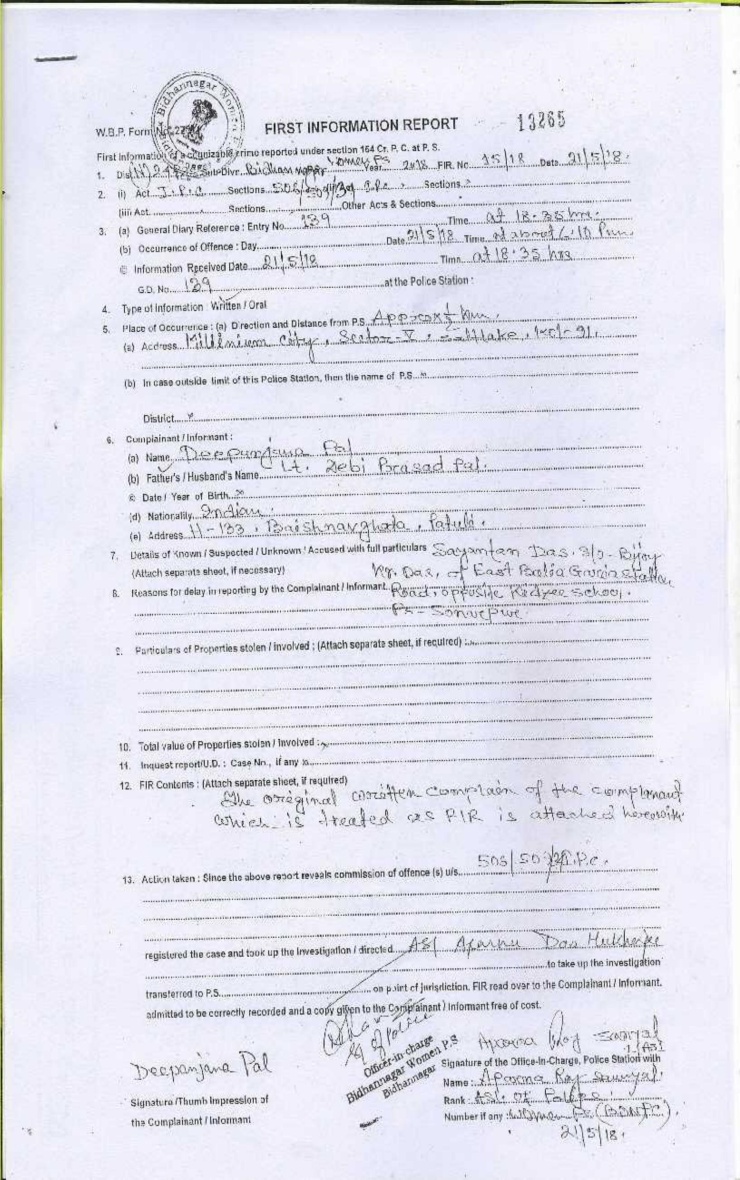 13265
W.B.P. Form No. 27
FIRST INFORMATION REPORT
First Information of a cognizable crime reported under section 164 Cr. P. C. at P. S.
1. Dist. Sub-Divr. Bidhannagar Women PS Year 2018 FIR. No 15/18 Date 21/5/18.
2. (i) Act I.P.C Sections 506/509 I.P.C. Sections
(iii) Act Sections Other Acts & Sections
3. (a) General Diary Reference : Entry No. 139 Time at 18.35 hrs.
(b) Occurrence of Offence : Day Date 21/5/18 Time at about 6.10 P.m.
© Information Received Date 21/5/18 Time at 18.35 hrs
G.D. No. 139 at the Police Station :
4. Type of Information : Written / Oral
5. Place of Occurrence : (a) Direction and Distance from P.S. Approx ½ km.
(a) Address Millenium City, Sector-V, Saltlake, Kol-91.
(b) In case outside limit of this Police Station, then the name of P.S.
District
6. Complainant / Informant :
(a) Name Deepanjana Pal
(b) Father's / Husband's Name Lt. Debi Prasad Pal.
© Date / Year of Birth
(d) Nationality Indian.
(e) Address H-133, Baishnavghata, Patuli.
7. Details of Known / Suspected / Unknown / Accused with full particulars Sayantan Das. S/o- Bijoy
(Attach separate sheet, if necessary) Kr. Das, of East Balia Garia station
8. Reasons for delay in reporting by the Complainant / Informant. Road, opposite Kidzee School.
PS- Sonarpur
9. Particulars of Properties stolen / involved ; (Attach separate sheet, if required) :
10. Total value of Properties stolen / Involved :
11. Inquest report/U.D. : Case No., if any
12. FIR Contents : (Attach separate sheet, if required)
The original written complain of the complainant
which is treated as FIR is attached herewith
13. Action taken : Since the above report reveals commission of offence (s) u/s. 506/509 I.P.C.
registered the case and took up the investigation / directed ASI Aparna Das Mukherjee
to take up the investigation
transferred to P.S. on point of jurisdiction. FIR read over to the Complainant / Informant.
admitted to be correctly recorded and a copy given to the Complainant / Informant free of cost.
Officer-in-charge
Bidhannagar Women P.S
Bidhannagar
Deepanjana Pal
Signature /Thumb Impression of
the Complainant / Informant
Aparna Roy Sanyal
Signature of the Office-In-Charge, Police Station with
Name : Aparna Roy Sanyal
Rank : ASI. Of Police
Number if any : Women PS (BDNPC).
21/5/18.